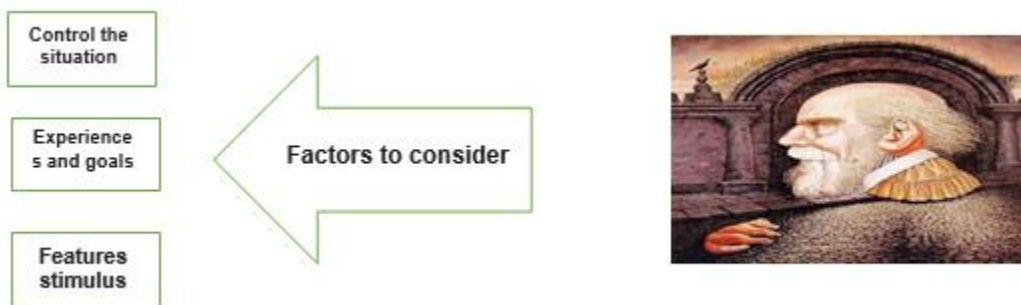 Control the
situation
Experience
s and goals
Factors to consider
Features
stimulus